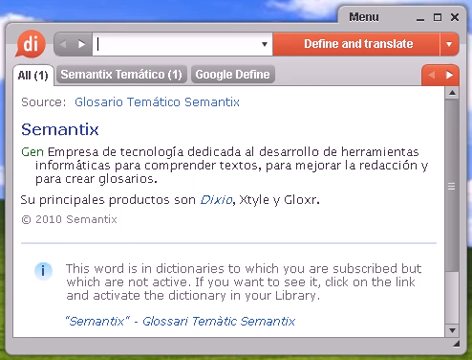 Menu
di
Define and translate
All (1)
Semantix Temático (1)
Google Define
Source: Glosario Temático Semantix
Semantix
Gen Empresa de tecnología dedicada al desarrollo de herramientas
informáticas para comprender textos, para mejorar la redacción y
para crear glosarios.
Su principales productos son Dixio, Xtyle y Gloxr.
© 2010 Semantix
i
This word is in dictionaries to which you are subscribed but
which are not active. If you want to see it, click on the link
and activate the dictionary in your Library.
"Semantix" - Glossari Temàtic Semantix